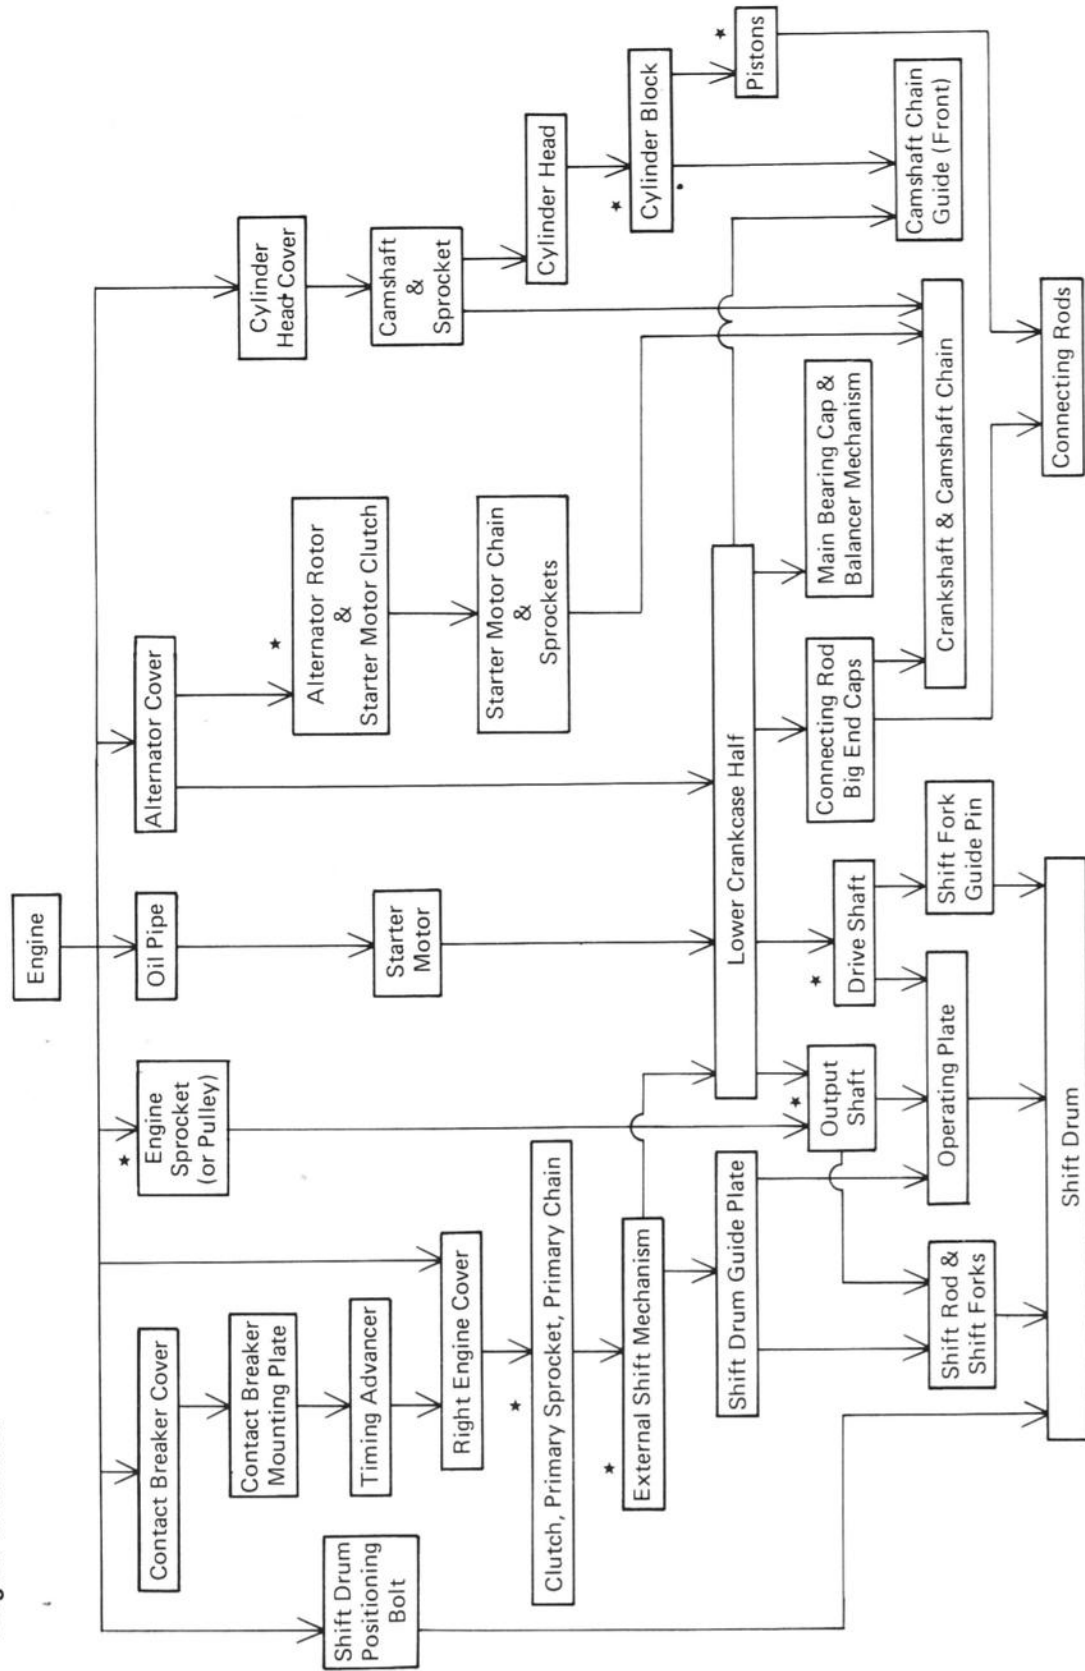 Engine
Contact Breaker Cover
Engine
Sprocket
(or Pulley)
Oil Pipe
Alternator Cover
Cylinder
Head Cover
Contact Breaker
Mounting Plate
Shift Drum
Positioning
Bolt
Timing Advancer
Starter
Motor
Alternator Rotor
&
Starter Motor Clutch
Camshaft
&
Sprocket
Right Engine Cover
Starter Motor Chain
&
Sprockets
Cylinder Head
Clutch, Primary Sprocket, Primary Chain
External Shift Mechanism
Cylinder Block
Shift Drum Guide Plate
Lower Crankcase Half
Pistons
Output
Shaft
Drive Shaft
Connecting Rod
Big End Caps
Main Bearing Cap &
Balancer Mechanism
Camshaft Chain
Guide (Front)
Shift Rod &
Shift Forks
Operating Plate
Shift Fork
Guide Pin
Crankshaft & Camshaft Chain
Shift Drum
Connecting Rods